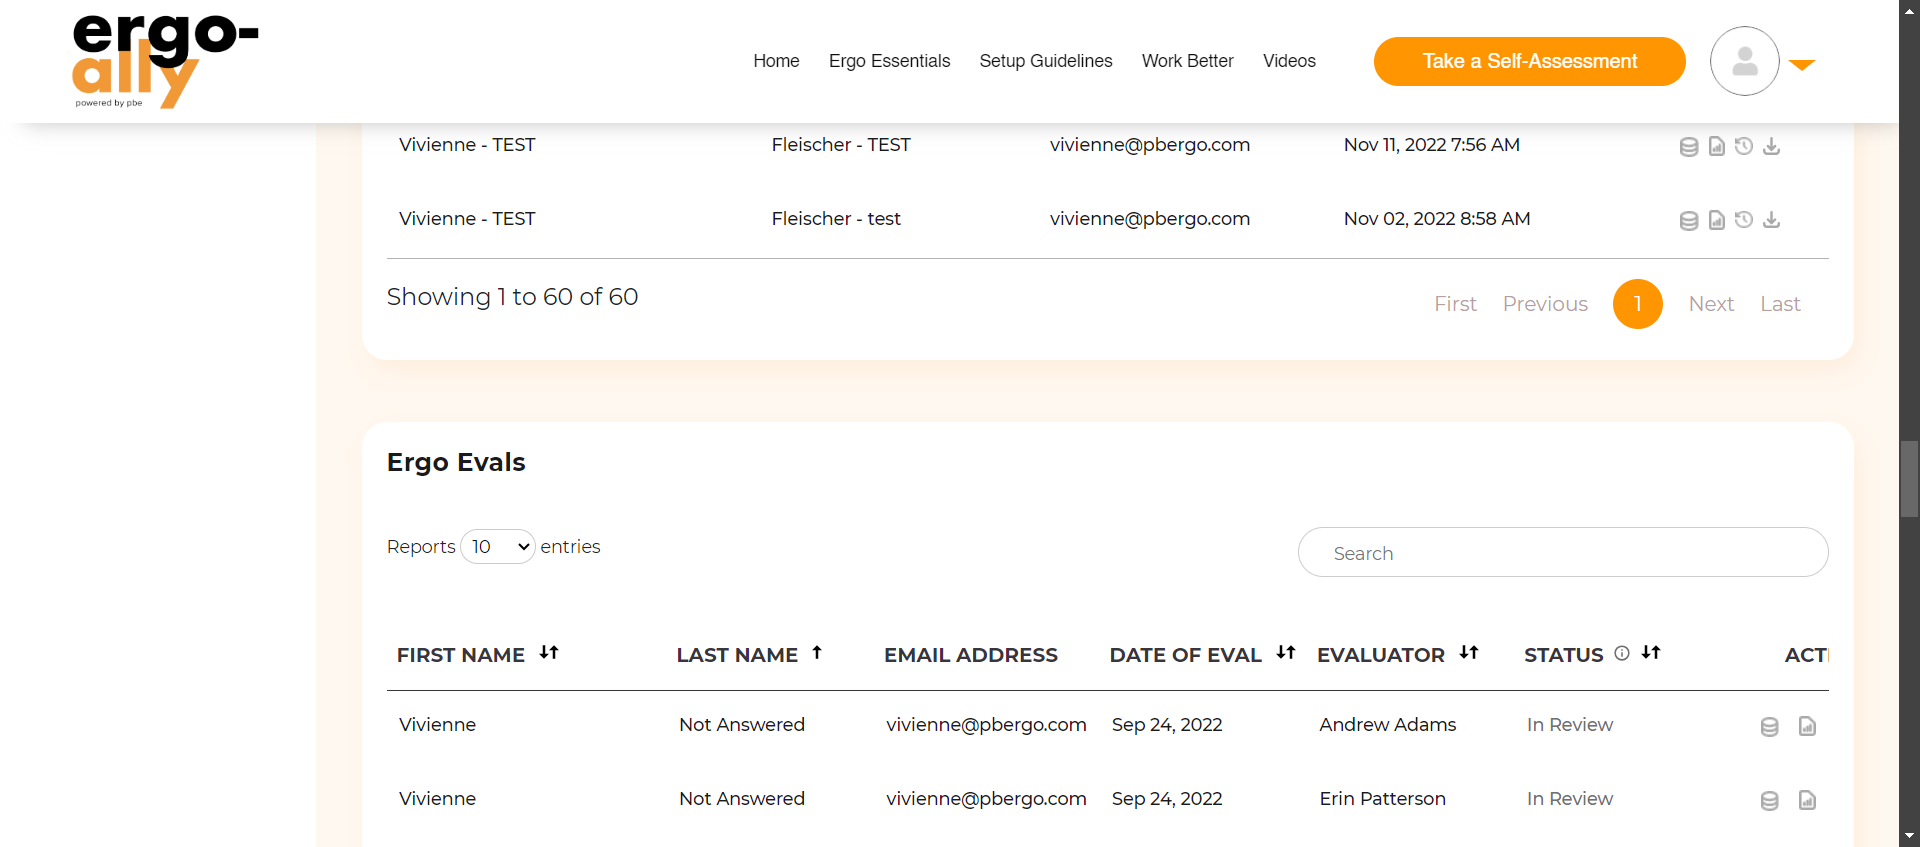 ergo-
ally
powered by pbe
Home Ergo Essentials Setup Guidelines Work Better Videos Take a Self-Assessment
Vivienne - TEST Fleischer - TEST vivienne@pbergo.com Nov 11, 2022 7:56 AM
Vivienne - TEST Fleischer - test vivienne@pbergo.com Nov 02, 2022 8:58 AM
Showing 1 to 60 of 60
First Previous 1 Next Last
Ergo Evals
Reports 10 entries Search
FIRST NAME LAST NAME EMAIL ADDRESS DATE OF EVAL EVALUATOR STATUS ACTI
Vivienne Not Answered vivienne@pbergo.com Sep 24, 2022 Andrew Adams In Review
Vivienne Not Answered vivienne@pbergo.com Sep 24, 2022 Erin Patterson In Review